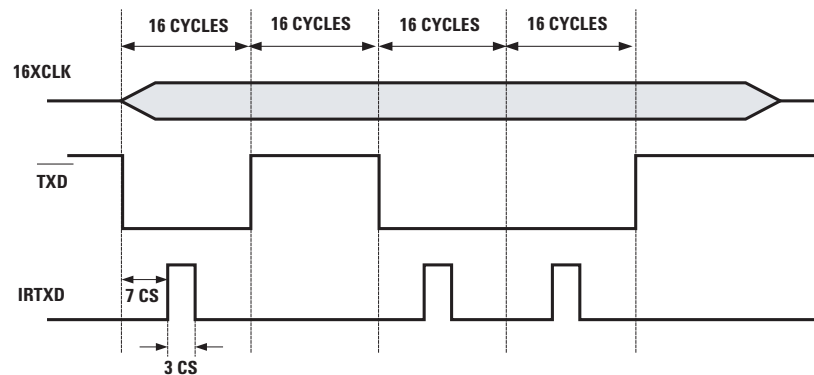 16 CYCLES 16 CYCLES 16 CYCLES 16 CYCLES
16XCLK
TXD
IRTXD
7 CS
3 CS